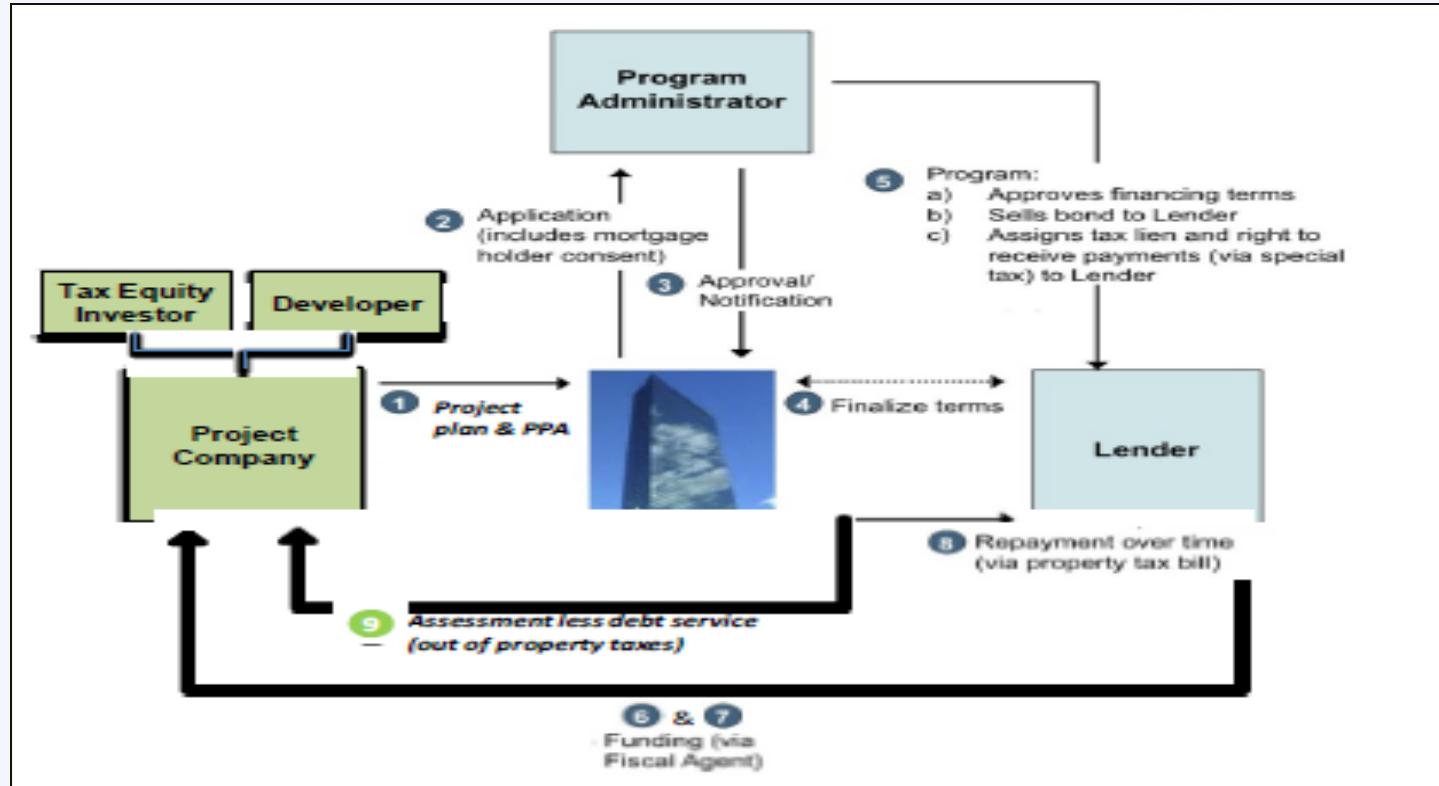 Program
Administrator
2 Application
(includes mortgage
holder consent)
3 Approval/
Notification
5 Program:
a) Approves financing terms
b) Sells bond to Lender
c) Assigns tax lien and right to
receive payments (via special
tax) to Lender
Tax Equity
Investor
Developer
Project
Company
1 Project
plan & PPA
4 Finalize terms
Lender
8 Repayment over time
(via property tax bill)
9 Assessment less debt service
(out of property taxes)
6 & 7
Funding (via
Fiscal Agent)